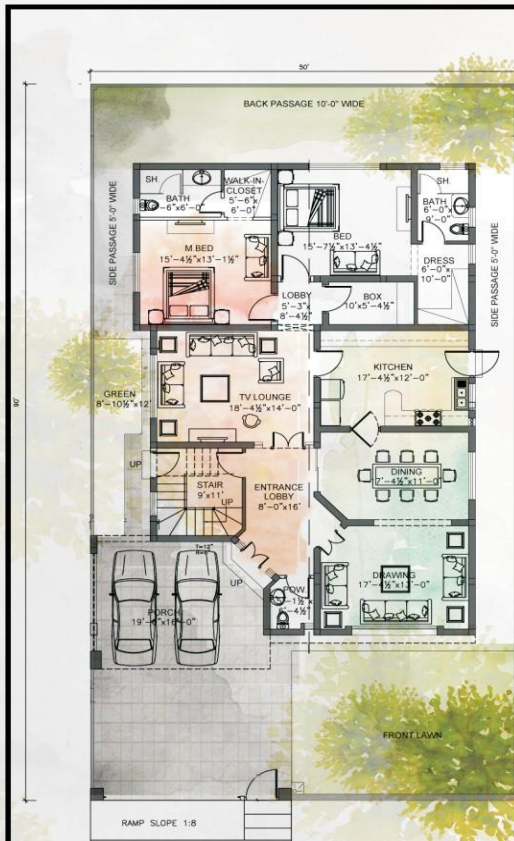 50'
BACK PASSAGE 10'-0" WIDE
SH.
BATH
-6"x6'-0"
WALK-IN-
CLOSET
5'-6"x
6'-0"
SH.
BATH
6'-0"x
9'-0"
BED
15'-7½"x13'-4½"
M.BED
15'-4½"x13'-1½"
DRESS
6'-0"x
10'-0"
SIDE PASSAGE 5'-0" WIDE
SIDE PASSAGE 5'-0" WIDE
LOBBY
5'-3"x
8'-4½"
BOX
10'x5'-4½"
90'
GREEN
8'-10½"x12'
TV LOUNGE
18'-4½"x14'-0"
KITCHEN
17'-4½"x12'-0"
UP
STAIR
9'x11'
UP
ENTRANCE
LOBBY
8'-0"x16'
DINING
7'-4½"x11'-0"
UP
PORCH
POW.
-1½"
-4½"
DRAWING
FRONT LAWN
RAMP SLOPE 1:8